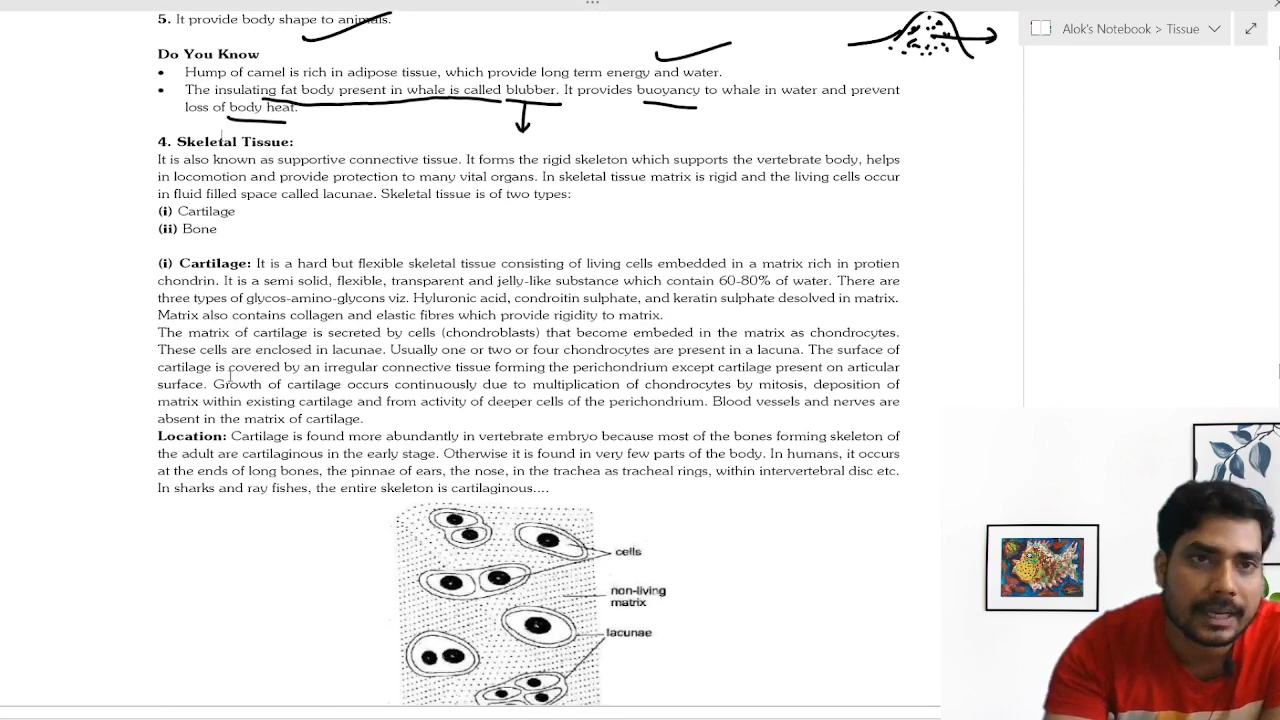 5. It provide body shape to animals.
Alok's Notebook > Tissue
Do You Know
• Hump of camel is rich in adipose tissue, which provide long term energy and water.
• The insulating fat body present in whale is called blubber. It provides buoyancy to whale in water and prevent
loss of body heat.
4. Skeletal Tissue:
It is also known as supportive connective tissue. It forms the rigid skeleton which supports the vertebrate body, helps
in locomotion and provide protection to many vital organs. In skeletal tissue matrix is rigid and the living cells occur
in fluid filled space called lacunae. Skeletal tissue is of two types:
(i) Cartilage
(ii) Bone
(i) Cartilage: It is a hard but flexible skeletal tissue consisting of living cells embedded in a matrix rich in protien
chondrin. It is a semi solid, flexible, transparent and jelly-like substance which contain 60-80% of water. There are
three types of glycos-amino-glycons viz. Hyluronic acid, condroitin sulphate, and keratin sulphate desolved in matrix.
Matrix also contains collagen and elastic fibres which provide rigidity to matrix.
The matrix of cartilage is secreted by cells (chondroblasts) that become embeded in the matrix as chondrocytes.
These cells are enclosed in lacunae. Usually one or two or four chondrocytes are present in a lacuna. The surface of
cartilage is covered by an irregular connective tissue forming the perichondrium except cartilage present on articular
surface. Growth of cartilage occurs continuously due to multiplication of chondrocytes by mitosis, deposition of
matrix within existing cartilage and from activity of deeper cells of the perichondrium. Blood vessels and nerves are
absent in the matrix of cartilage.
Location: Cartilage is found more abundantly in vertebrate embryo because most of the bones forming skeleton of
the adult are cartilaginous in the early stage. Otherwise it is found in very few parts of the body. In humans, it occurs
at the ends of long bones, the pinnae of ears, the nose, in the trachea as tracheal rings, within intervertebral disc etc.
In sharks and ray fishes, the entire skeleton is cartilaginous....
cells
non-living
matrix
lacunae